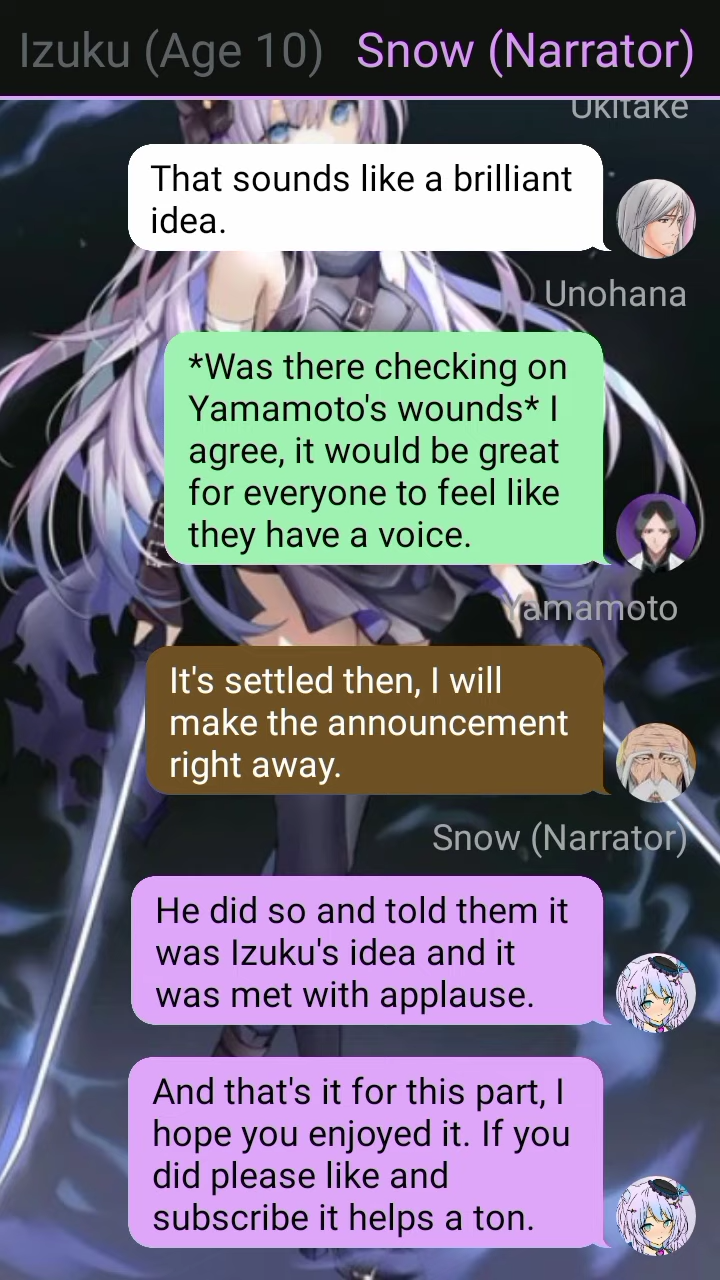 Izuku (Age 10) Snow (Narrator)
Ukitake
That sounds like a brilliant
idea.
Unohana
*Was there checking on
Yamamoto's wounds* I
agree, it would be great
for everyone to feel like
they have a voice.
Yamamoto
It's settled then, I will
make the announcement
right away.
Snow (Narrator)
He did so and told them it
was Izuku's idea and it
was met with applause.
And that's it for this part, I
hope you enjoyed it. If you
did please like and
subscribe it helps a ton.